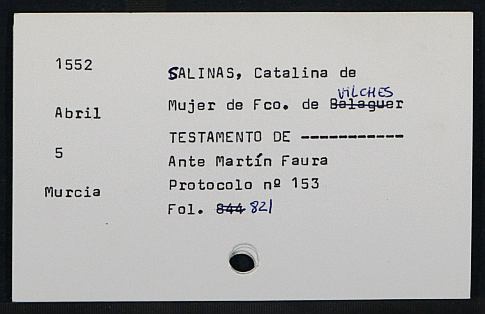 1552
SALINAS, Catalina de
VILCHES
Abril
Mujer de Fco. de Balaguer
TESTAMENTO DE -----------
5
Ante Martín Faura
Murcia
Protocolo nº 153
Fol. 844 821